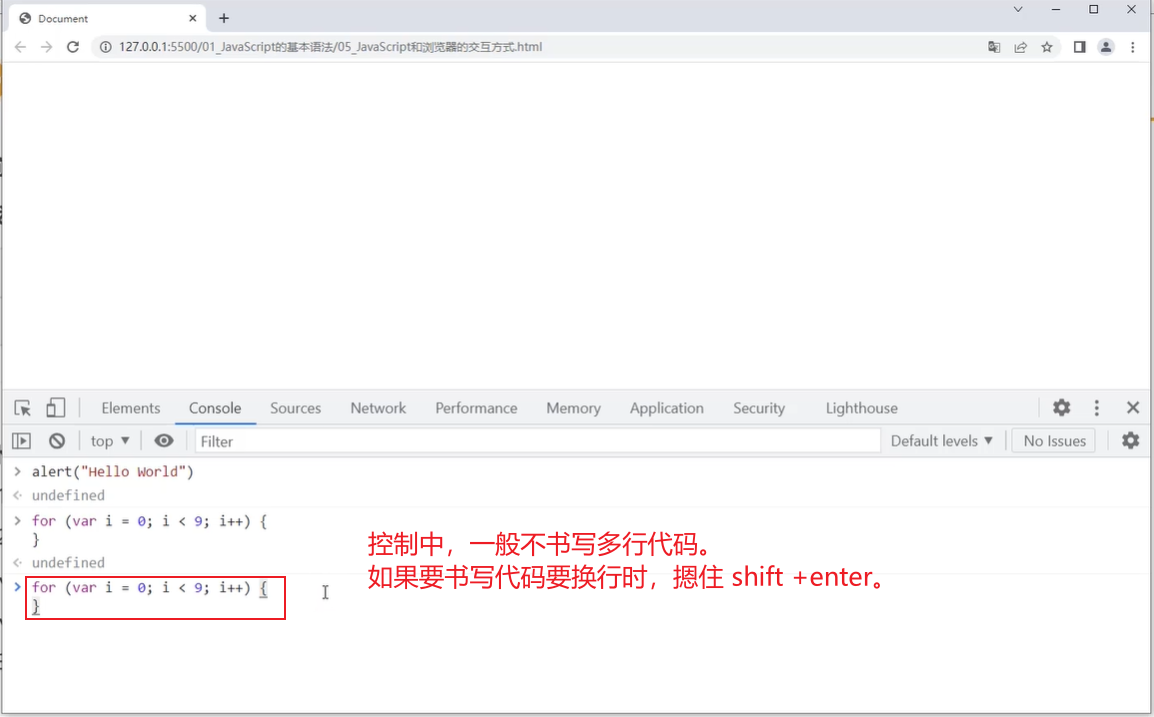 Document
127.0.0.1:5500/01_JavaScript的基本语法/05_JavaScript和浏览器的交互方式.html
Elements Console Sources Network Performance Memory Application Security Lighthouse
top Filter Default levels No Issues
alert("Hello World")
undefined
for (var i = 0; i < 9; i++) {
}
undefined
for (var i = 0; i < 9; i++) {
}
控制中，一般不书写多行代码。
如果要书写代码要换行时，摁住 shift +enter。